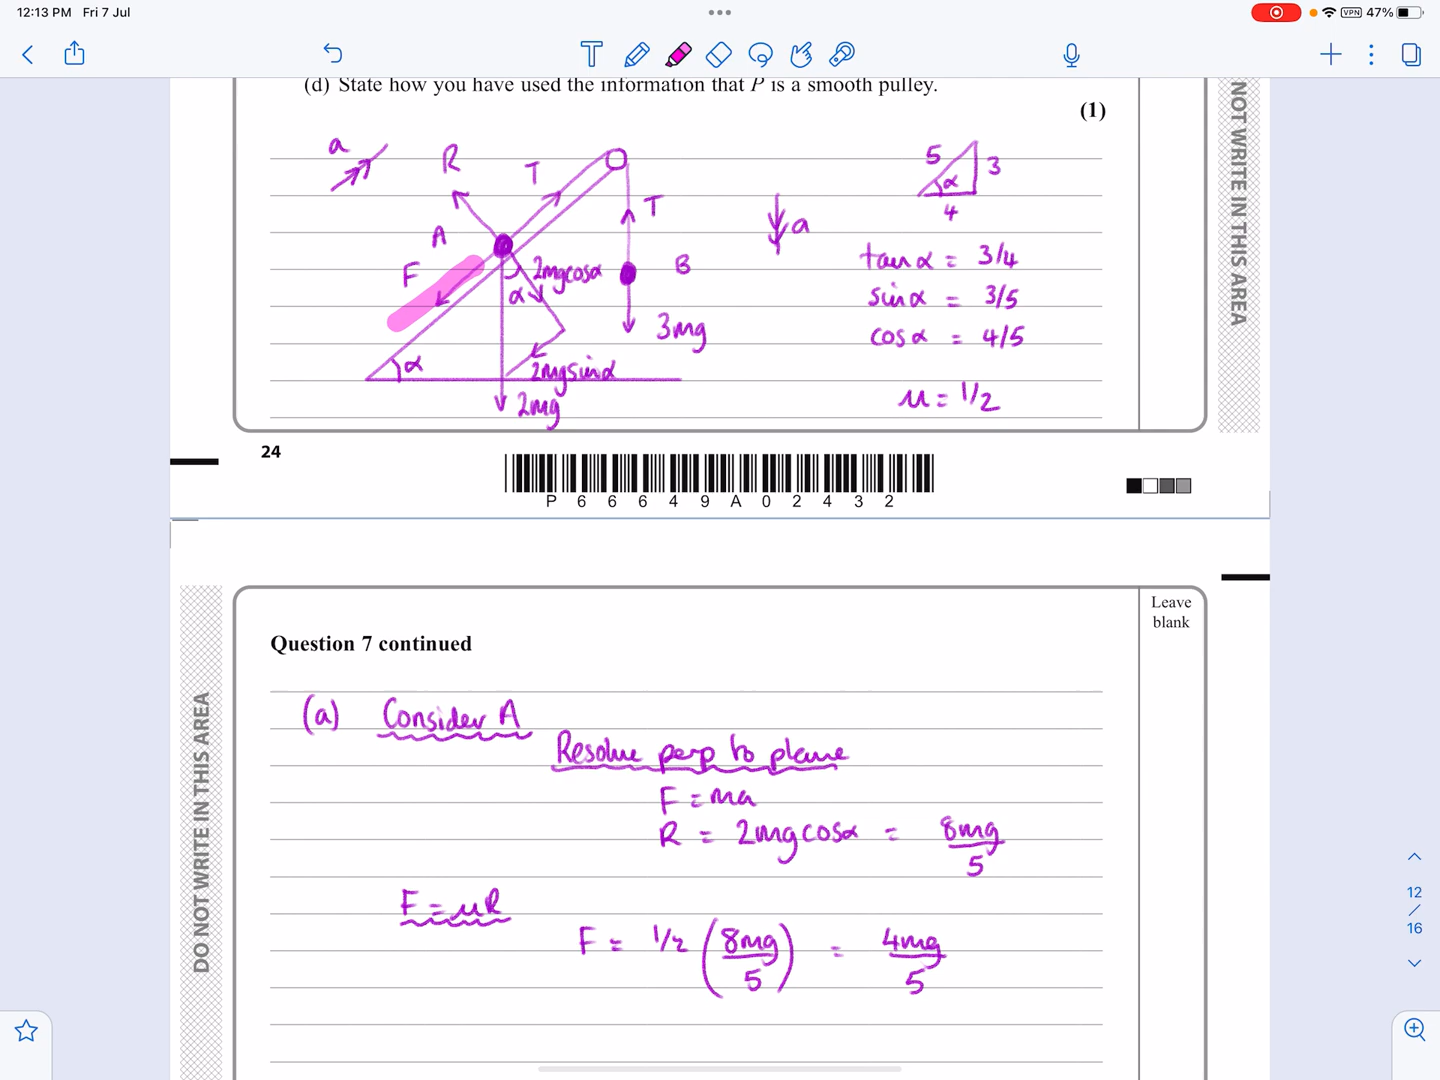 12:13 PM Fri 7 Jul
VPN 47%
(d) State how you have used the information that P is a smooth pulley.
(1)
a
R
T
T
A
F
2mgcosα
α
B
3mg
α
2mgsinα
2mg
a
5
3
α
4
tanα = 3/4
sinα = 3/5
cosα = 4/5
μ = 1/2
NOT WRITE IN THIS AREA
24
P 6 6 6 4 9 A 0 2 4 3 2
Leave
blank
Question 7 continued
DO NOT WRITE IN THIS AREA
(a) Consider A
Resolve perp to plane
F = ma
R = 2mgcosα = 8mg/5
F = μR
F = 1/2 (8mg/5) = 4mg/5
12
/
16